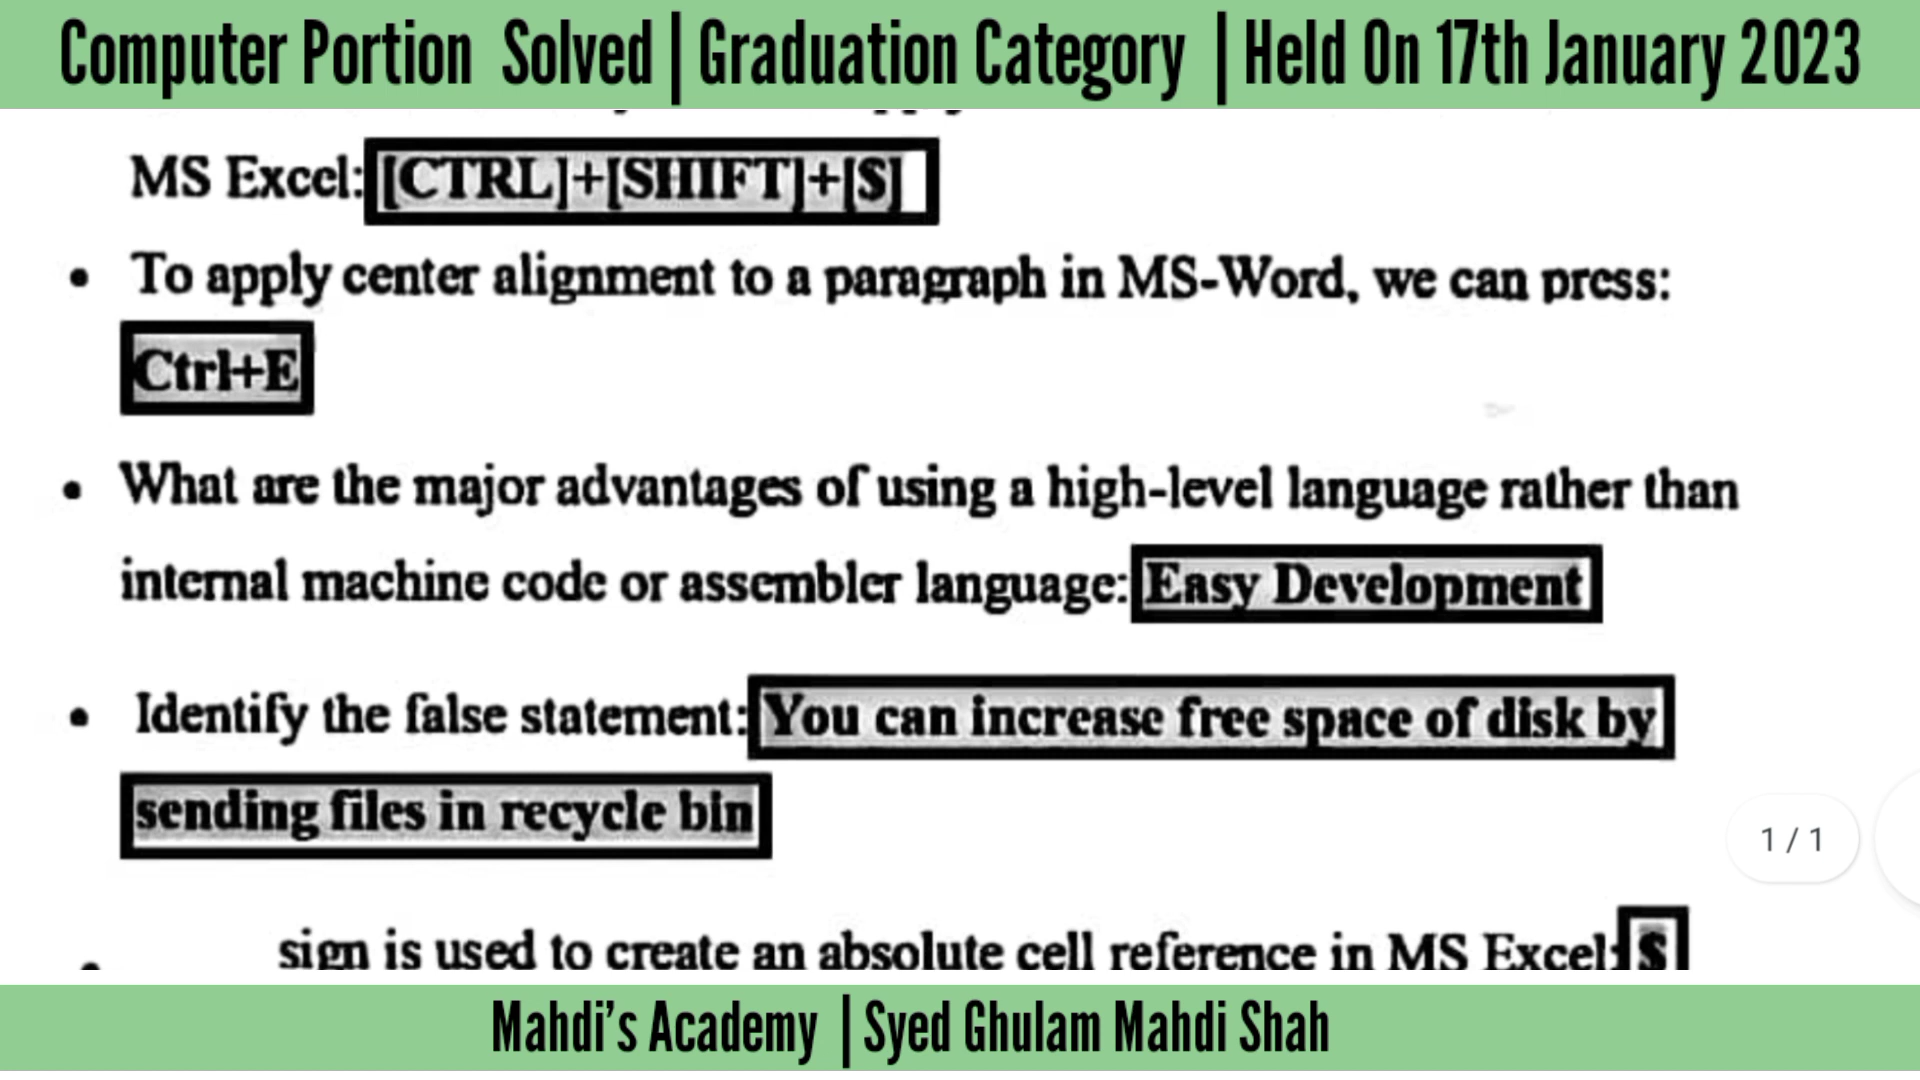 Computer Portion Solved | Graduation Category | Held On 17th January 2023
MS Excel: [CTRL]+[SHIFT]+[$]
• To apply center alignment to a paragraph in MS-Word, we can press:
Ctrl+E
• What are the major advantages of using a high-level language rather than
internal machine code or assembler language: Easy Development
• Identify the false statement: You can increase free space of disk by
sending files in recycle bin
1 / 1
• sign is used to create an absolute cell reference in MS Excel: $
Mahdi's Academy | Syed Ghulam Mahdi Shah